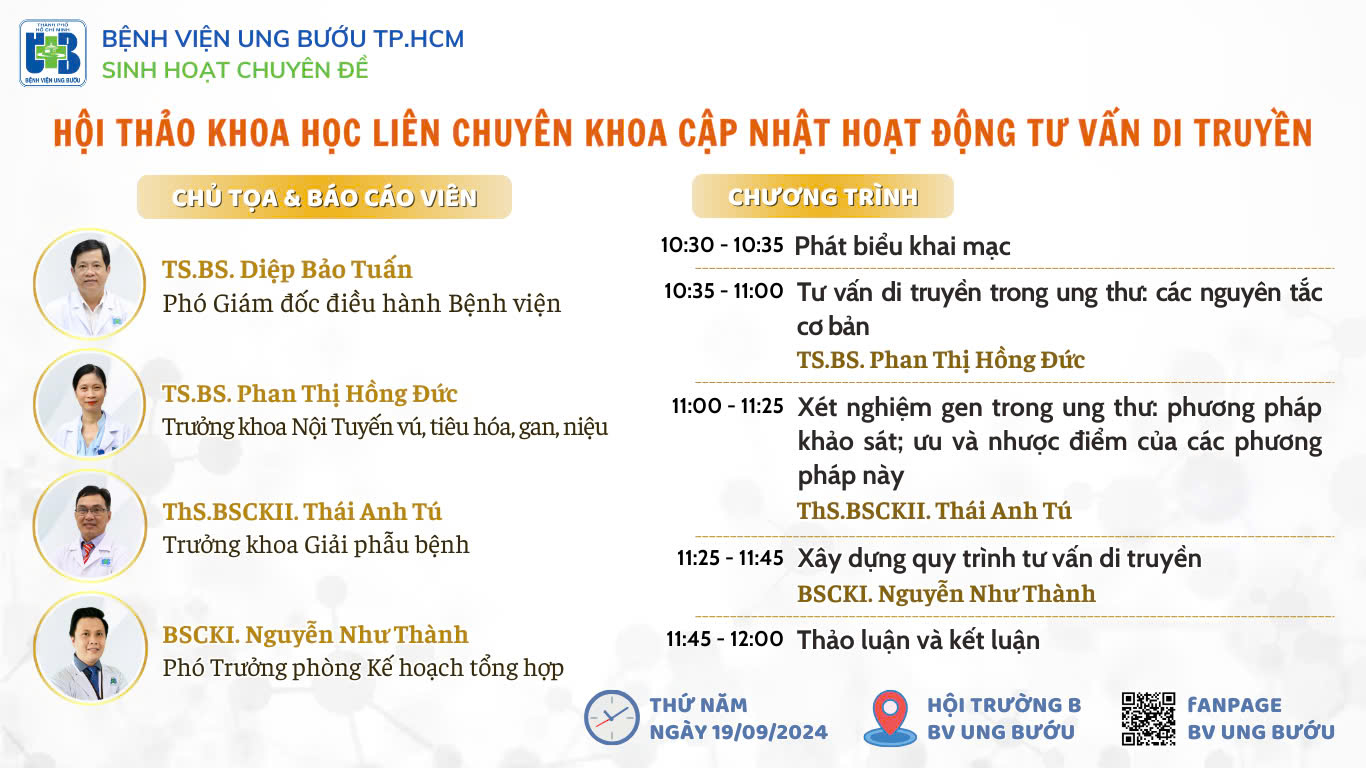 THÀNH PHỐ
HỒ CHÍ MINH
UB
BỆNH VIỆN UNG BƯỚU
BỆNH VIỆN UNG BƯỚU TP.HCM
SINH HOẠT CHUYÊN ĐỀ
HỘI THẢO KHOA HỌC LIÊN CHUYÊN KHOA CẬP NHẬT HOẠT ĐỘNG TƯ VẤN DI TRUYỀN
CHỦ TỌA & BÁO CÁO VIÊN
TS.BS. Diệp Bảo Tuấn
Phó Giám đốc điều hành Bệnh viện
TS.BS. Phan Thị Hồng Đức
Trưởng khoa Nội Tuyến vú, tiêu hóa, gan, niệu
ThS.BSCKII. Thái Anh Tú
Trưởng khoa Giải phẫu bệnh
BSCKI. Nguyễn Như Thành
Phó Trưởng phòng Kế hoạch tổng hợp
CHƯƠNG TRÌNH
10:30 - 10:35 Phát biểu khai mạc
10:35 - 11:00 Tư vấn di truyền trong ung thư: các nguyên tắc
cơ bản
TS.BS. Phan Thị Hồng Đức
11:00 - 11:25 Xét nghiệm gen trong ung thư: phương pháp
khảo sát; ưu và nhược điểm của các phương
pháp này
ThS.BSCKII. Thái Anh Tú
11:25 - 11:45 Xây dựng quy trình tư vấn di truyền
BSCKI. Nguyễn Như Thành
11:45 - 12:00 Thảo luận và kết luận
THỨ NĂM
NGÀY 19/09/2024
HỘI TRƯỜNG B
BV UNG BƯỚU
fANPAGE
BV UNG BƯỚU